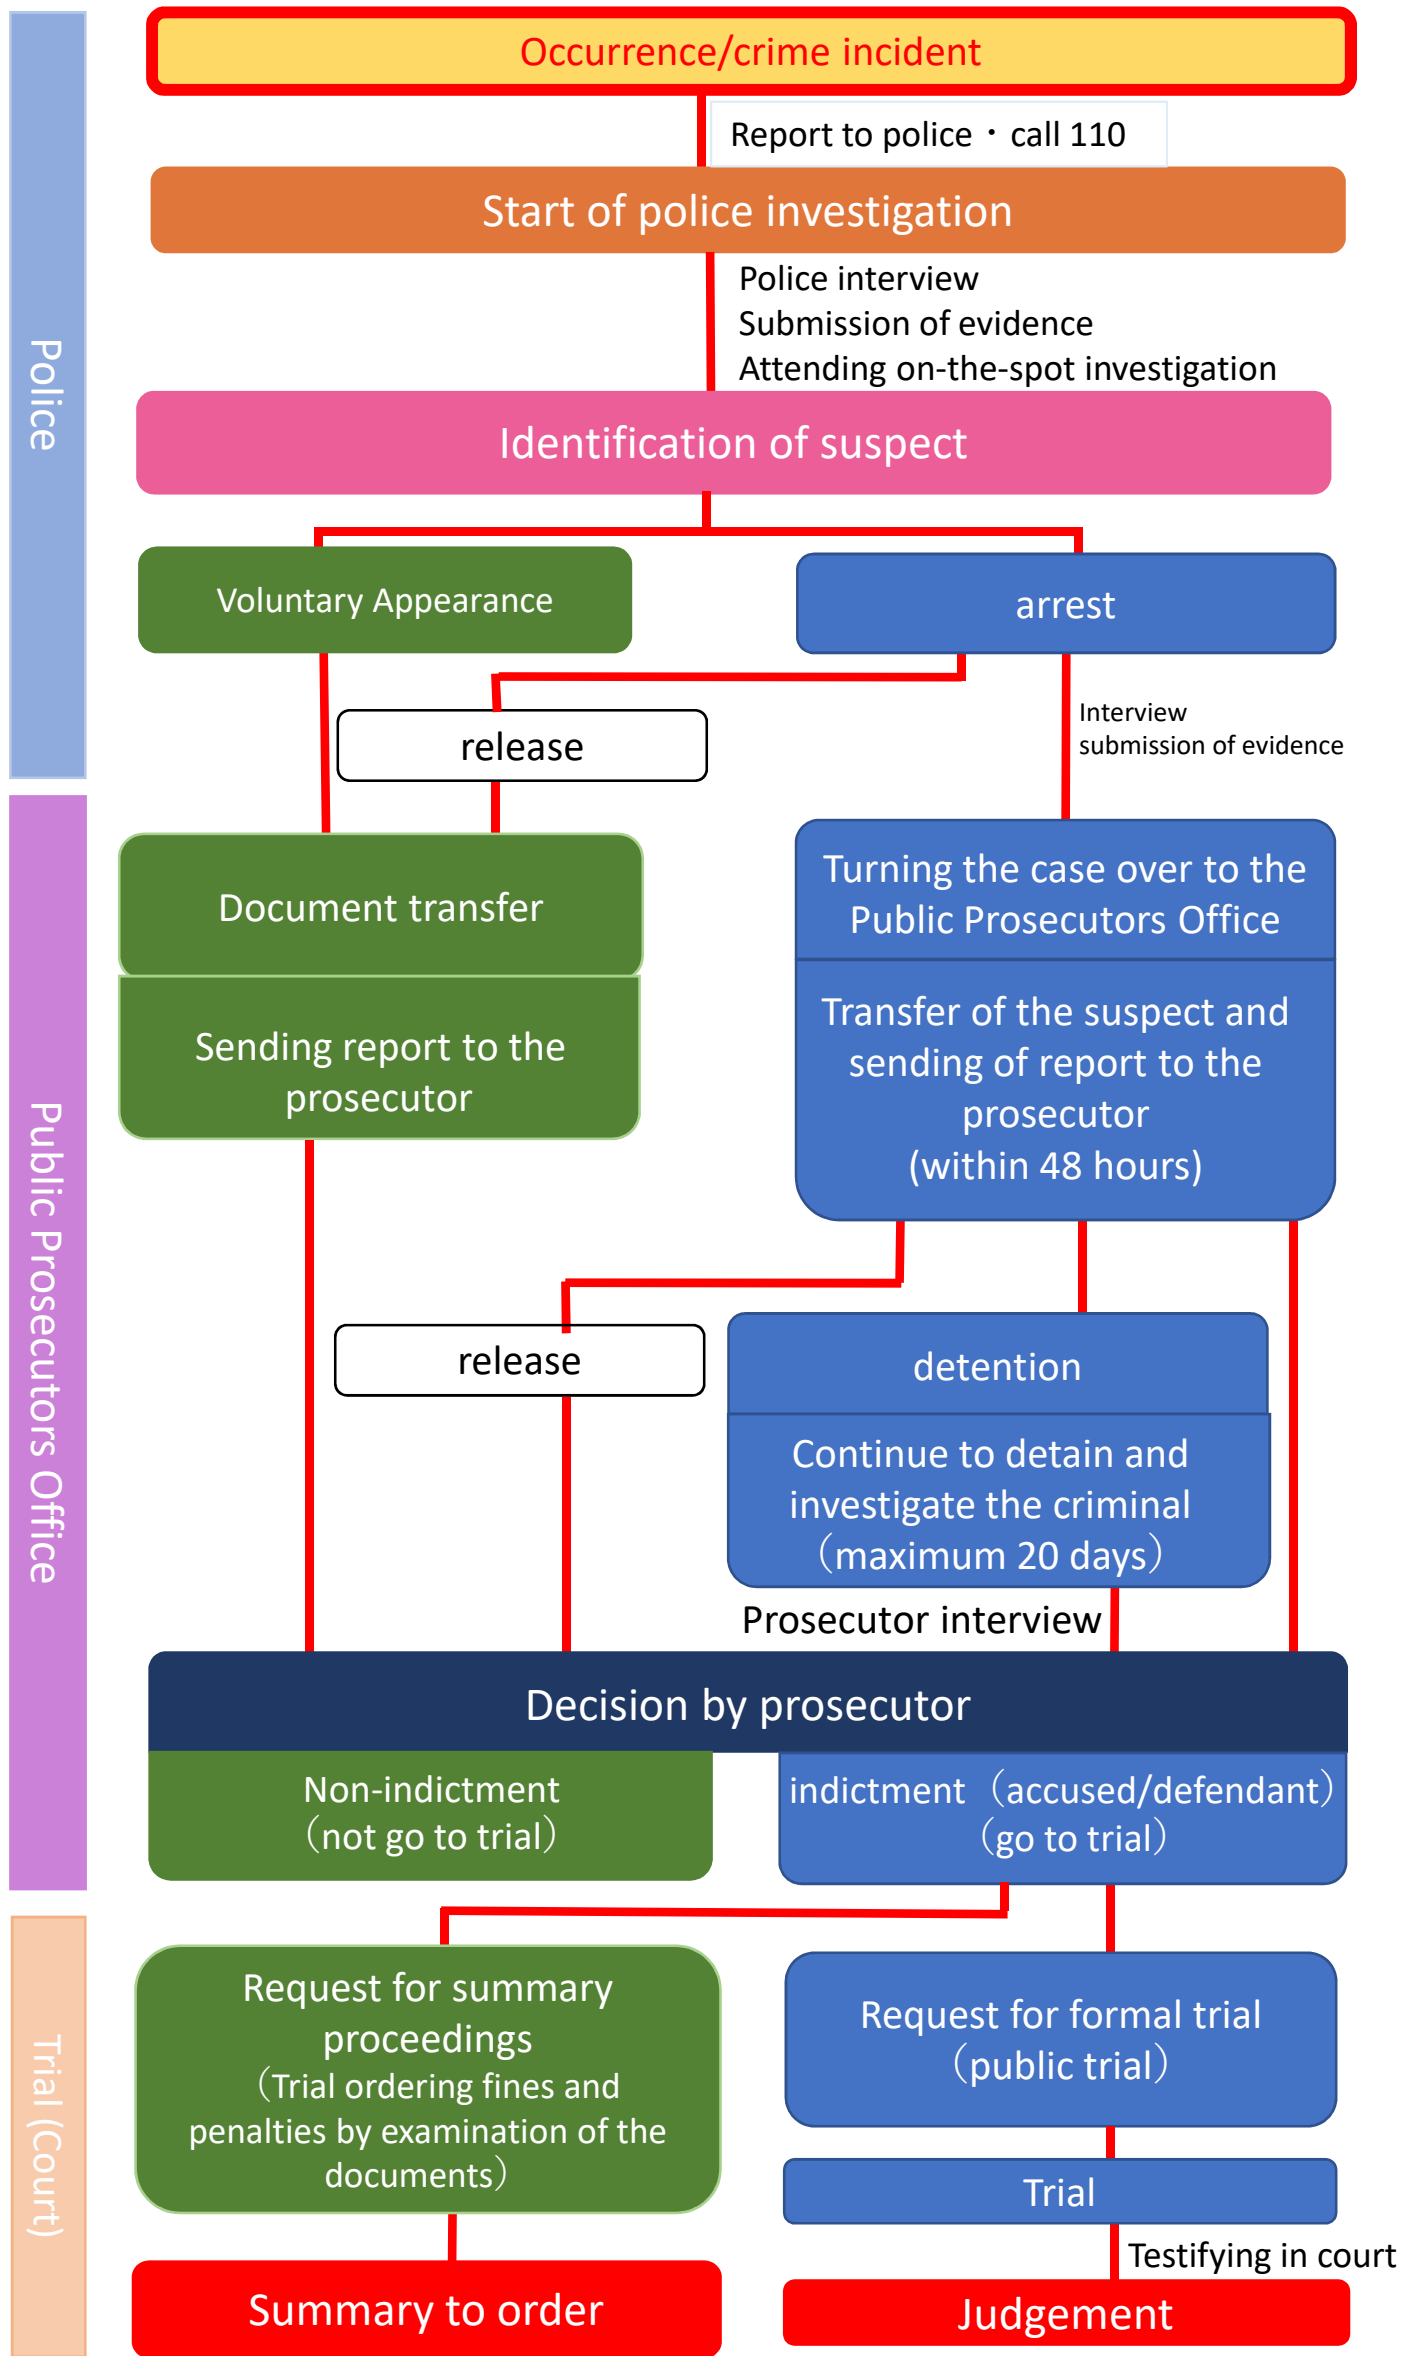 Occurrence/crime incident
Report to police・call 110
Start of police investigation
Police interview
Submission of evidence
Attending on-the-spot investigation
Police
Identification of suspect
Voluntary Appearance
arrest
release
Interview
submission of evidence
Public Prosecutors Office
Document transfer
Sending report to the
prosecutor
Turning the case over to the
Public Prosecutors Office
Transfer of the suspect and
sending of report to the
prosecutor
(within 48 hours)
release
detention
Continue to detain and
investigate the criminal
（maximum 20 days）
Prosecutor interview
Decision by prosecutor
Non-indictment
（not go to trial）
indictment（accused/defendant）
（go to trial）
Trial (Court)
Request for summary
proceedings
（Trial ordering fines and
penalties by examination of the
documents）
Request for formal trial
（public trial）
Trial
Testifying in court
Summary to order
Judgement